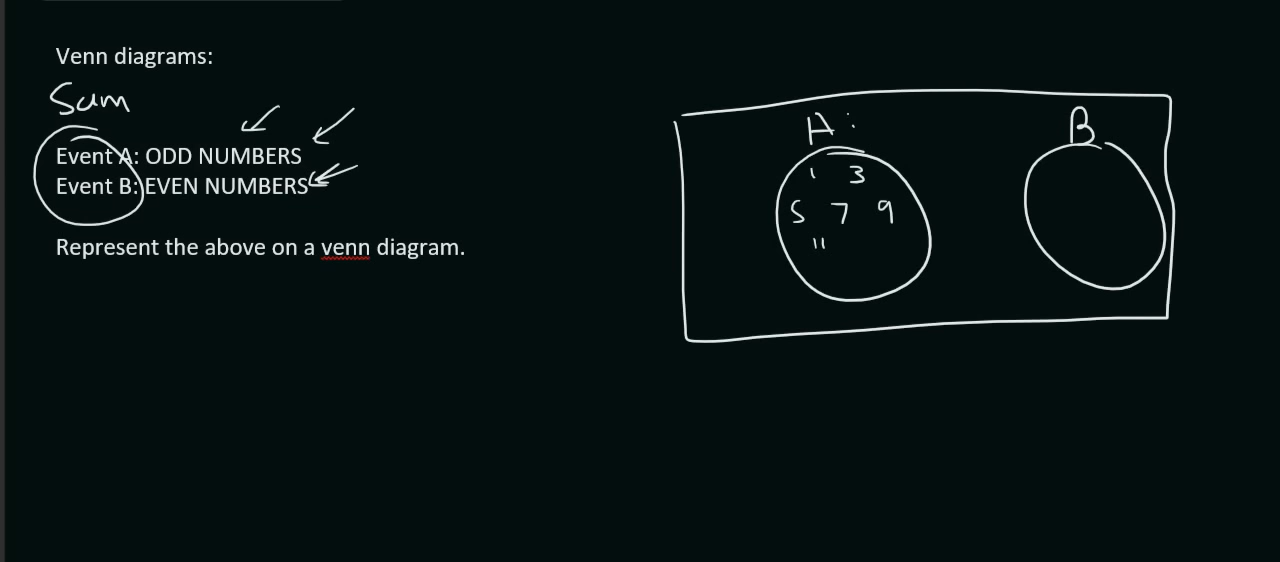 Venn diagrams:
Sum
Event A: ODD NUMBERS
Event B: EVEN NUMBERS
Represent the above on a venn diagram.
A:
1 3
5 7 9
11
B